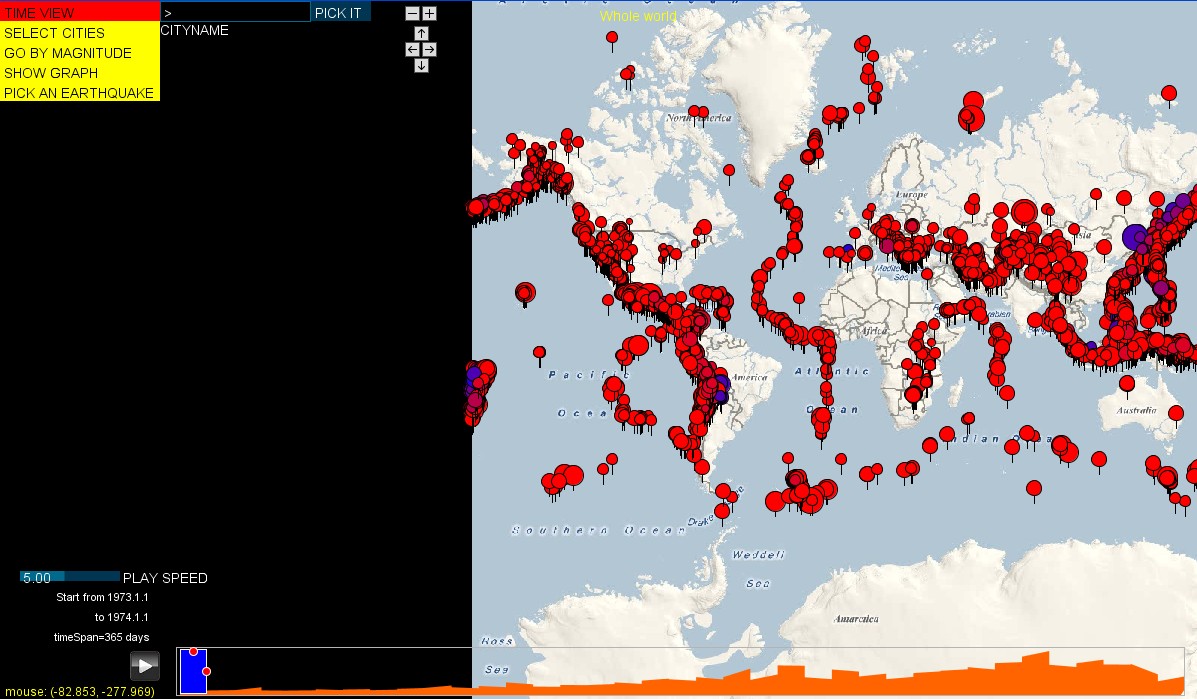 TIME VIEW
>
PICK IT
SELECT CITIES
CITYNAME
GO BY MAGNITUDE
SHOW GRAPH
PICK AN EARTHQUAKE
Whole world
North America
Europe
Mediterranean Sea
Africa
America
Pacific
Ocean
Atlantic
Ocean
Australia
Indian Ocean
Southern Ocean
Drake
Weddell
Sea
Antarctica
Ross
Sea
5.00 PLAY SPEED
Start from 1973.1.1
to 1974.1.1
timeSpan=365 days
mouse: (-82.853, -277.969)